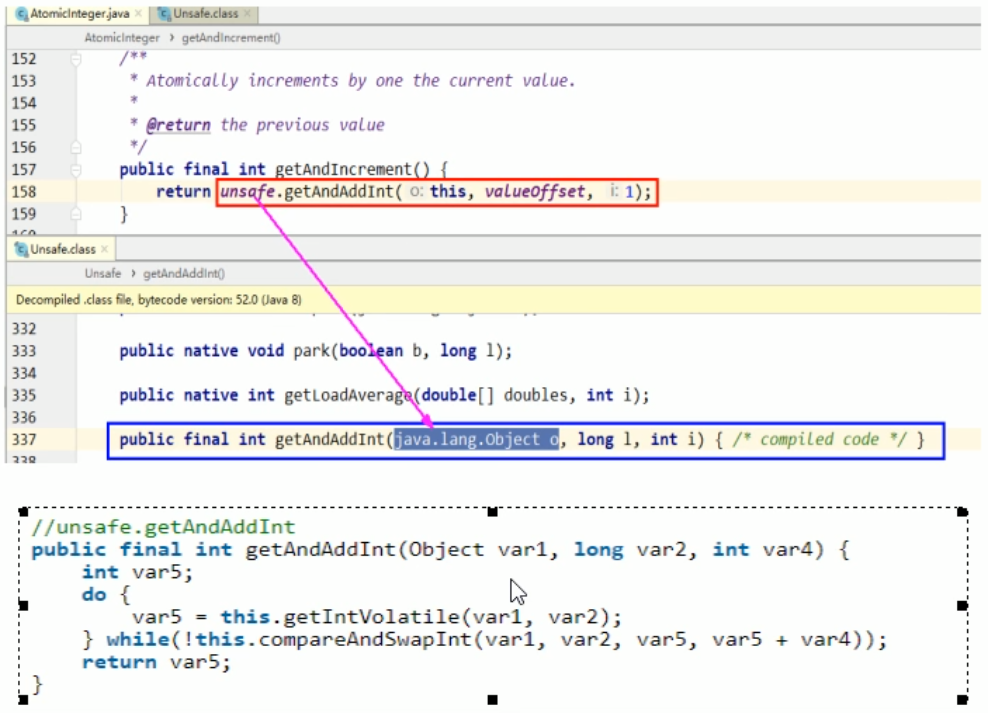 AtomicInteger.java × Unsafe.class ×
AtomicInteger › getAndIncrement()
152 /**
153 * Atomically increments by one the current value.
154 *
155 * @return the previous value
156 */
157 public final int getAndIncrement() {
158 return unsafe.getAndAddInt( o: this, valueOffset, i: 1);
159 }
Unsafe.class ×
Unsafe › getAndAddInt()
Decompiled .class file, bytecode version: 52.0 (Java 8)
332
333 public native void park(boolean b, long l);
334
335 public native int getLoadAverage(double[] doubles, int i);
336
337 public final int getAndAddInt(java.lang.Object o, long l, int i) { /* compiled code */ }
338
//unsafe.getAndAddInt
public final int getAndAddInt(Object var1, long var2, int var4) {
int var5;
do {
var5 = this.getIntVolatile(var1, var2);
} while(!this.compareAndSwapInt(var1, var2, var5, var5 + var4));
return var5;
}